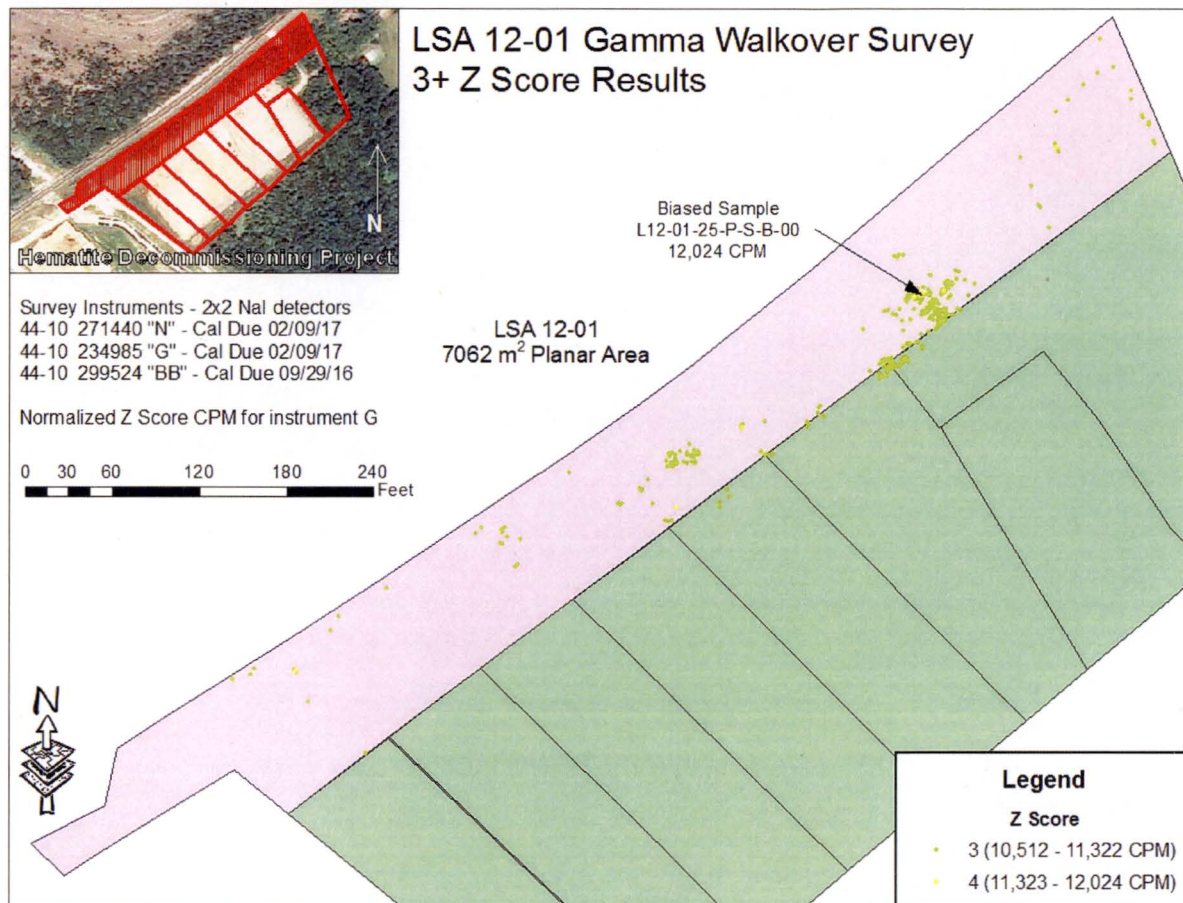 LSA 12-01 Gamma Walkover Survey
3+ Z Score Results
N
Hematite Decommissioning Project
Survey Instruments - 2x2 NaI detectors
44-10 271440 "N" - Cal Due 02/09/17
44-10 234985 "G" - Cal Due 02/09/17
44-10 299524 "BB" - Cal Due 09/29/16
Normalized Z Score CPM for instrument G
0 30 60 120 180 240
Feet
Biased Sample
L12-01-25-P-S-B-00
12,024 CPM
LSA 12-01
7062 m² Planar Area
N
Legend
Z Score
3 (10,512 - 11,322 CPM)
4 (11,323 - 12,024 CPM)